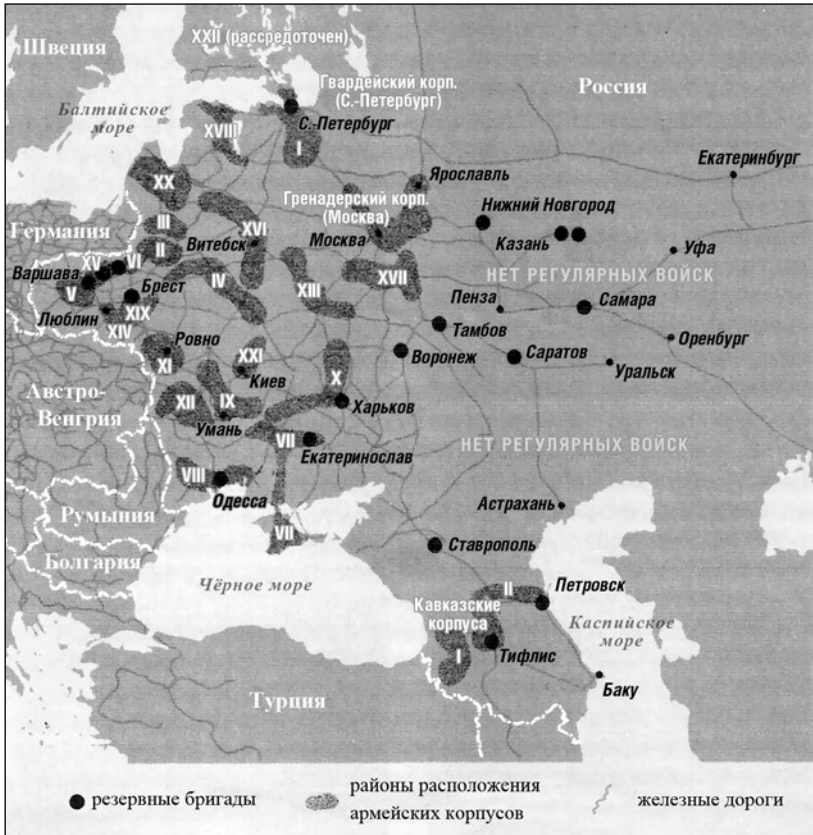 XXII (рассредоточен)
Швеция
Гвардейский корп.
(С.-Петербург)
Россия
Балтийское
море
С.-Петербург
XVIII
I
Екатеринбург
Ярославль
XX
Гренадерский корп.
(Москва)
Нижний Новгород
III
Германия
XVI
Витебск
Москва
Казань
Уфа
II
XV
VI
Варшава
НЕТ РЕГУЛЯРНЫХ ВОЙСК
XVII
V
Брест
IV
XIII
Пенза
Самара
Люблин
XIX
XIV
Тамбов
Оренбург
Ровно
XI
XXI
Киев
Воронеж
Саратов
Уральск
X
Австро-
Венгрия
XII
IX
Харьков
Умань
VII
Екатеринослав
НЕТ РЕГУЛЯРНЫХ ВОЙСК
VIII
Одесса
Астрахань
Румыния
VII
Ставрополь
Болгария
Чёрное море
II
Петровск
Кавказские
корпуса
Каспийское
море
I
Тифлис
Баку
Турция
резервные бригады
районы расположения
армейских корпусов
железные дороги